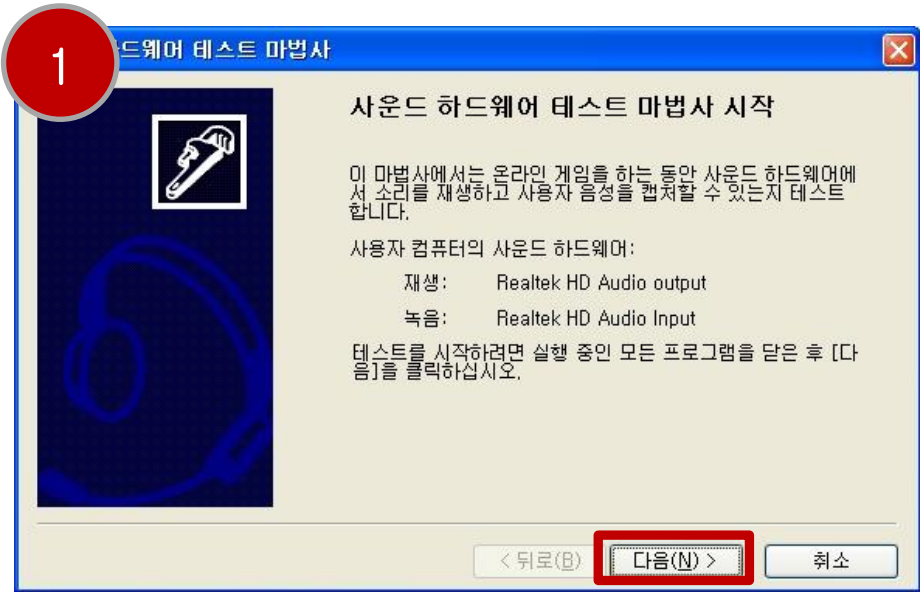 1
드웨어 테스트 마법사
사운드 하드웨어 테스트 마법사 시작
이 마법사에서는 온라인 게임을 하는 동안 사운드 하드웨어에
서 소리를 재생하고 사용자 음성을 캡처할 수 있는지 테스트
합니다.
사용자 컴퓨터의 사운드 하드웨어:
재생: Realtek HD Audio output
녹음: Realtek HD Audio Input
테스트를 시작하려면 실행 중인 모든 프로그램을 닫은 후 [다
음]을 클릭하십시오.
< 뒤로(B) 다음(N) > 취소